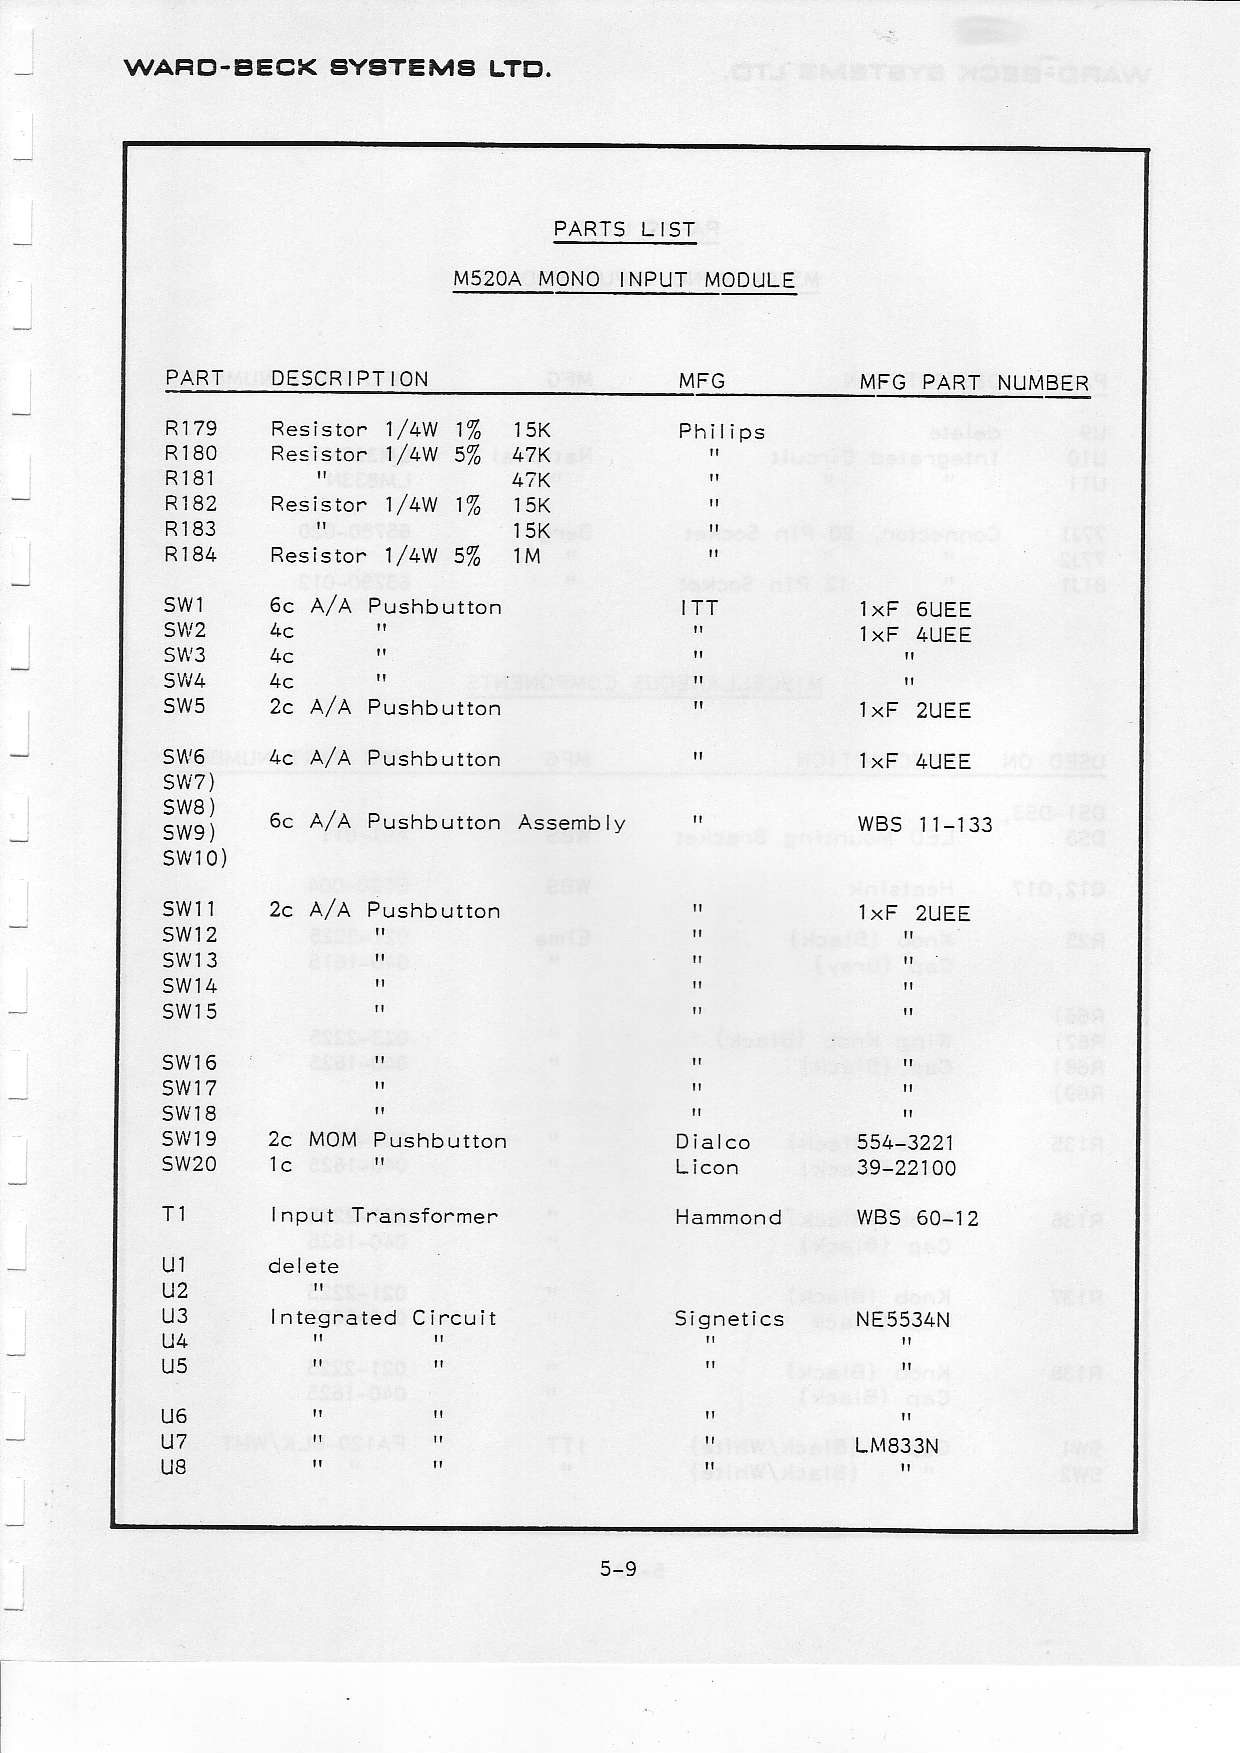 WARD-BECK SYSTEMS LTD.
PARTS LIST
M520A MONO INPUT MODULE
PART DESCRIPTION MFG MFG PART NUMBER
R179 Resistor 1/4W 1% 15K Philips
R180 Resistor 1/4W 5% 47K "
R181 " 47K "
R182 Resistor 1/4W 1% 15K "
R183 " 15K "
R184 Resistor 1/4W 5% 1M "
SW1 6c A/A Pushbutton ITT 1xF 6UEE
SW2 4c " " 1xF 4UEE
SW3 4c " " "
SW4 4c " " "
SW5 2c A/A Pushbutton " 1xF 2UEE
SW6 4c A/A Pushbutton " 1xF 4UEE
SW7)
SW8)
6c A/A Pushbutton Assembly " WBS 11-133
SW9)
SW10)
SW11 2c A/A Pushbutton " 1xF 2UEE
SW12 " " "
SW13 " " "
SW14 " " "
SW15 " " "
SW16 " " "
SW17 " " "
SW18 " " "
SW19 2c MOM Pushbutton Dialco 554-3221
SW20 1c " Licon 39-22100
T1 Input Transformer Hammond WBS 60-12
U1 delete
U2 "
U3 Integrated Circuit Signetics NE5534N
U4 " " " "
U5 " " " "
U6 " " " "
U7 " " " LM833N
U8 " " " "
5-9